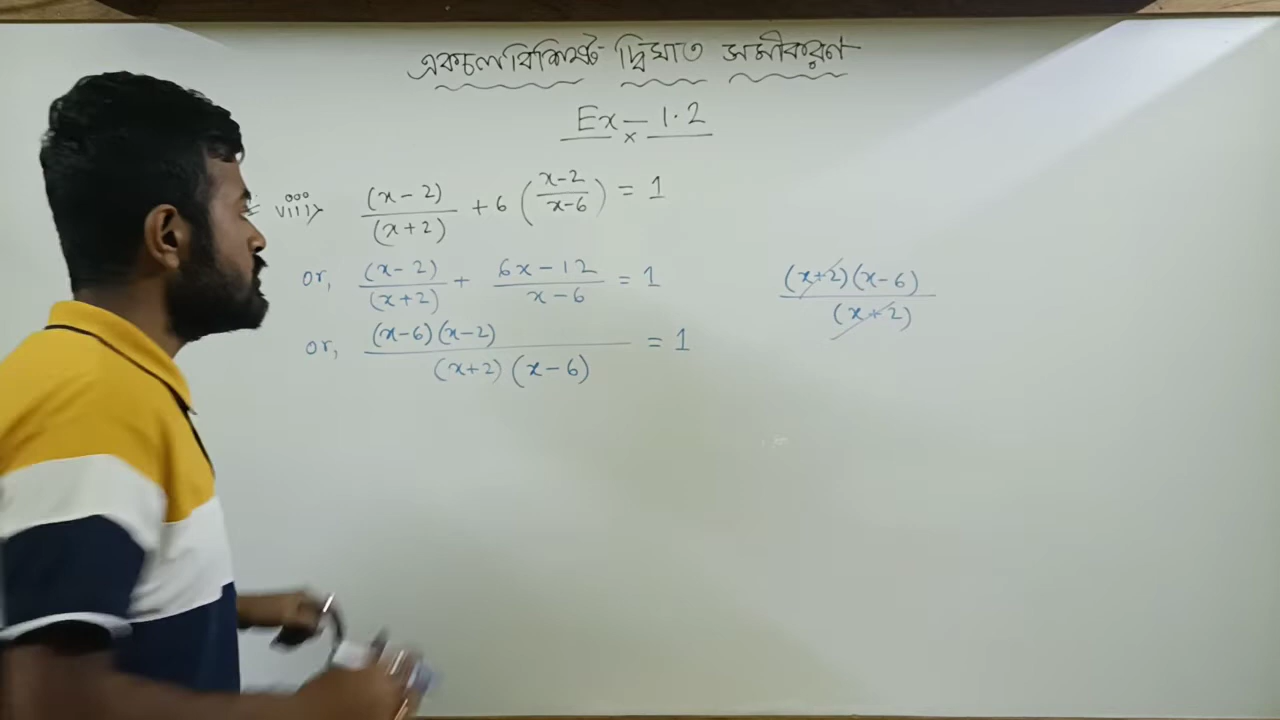 একচলবিশিষ্ট দ্বিঘাত সমীকরণ
Ex — 1.2
x
viii> (x-2)/(x+2) + 6 ((x-2)/(x-6)) = 1
or, (x-2)/(x+2) + (6x-12)/(x-6) = 1
(x+2)(x-6)/(x+2)
or, (x-6)(x-2)/(x+2)(x-6) = 1